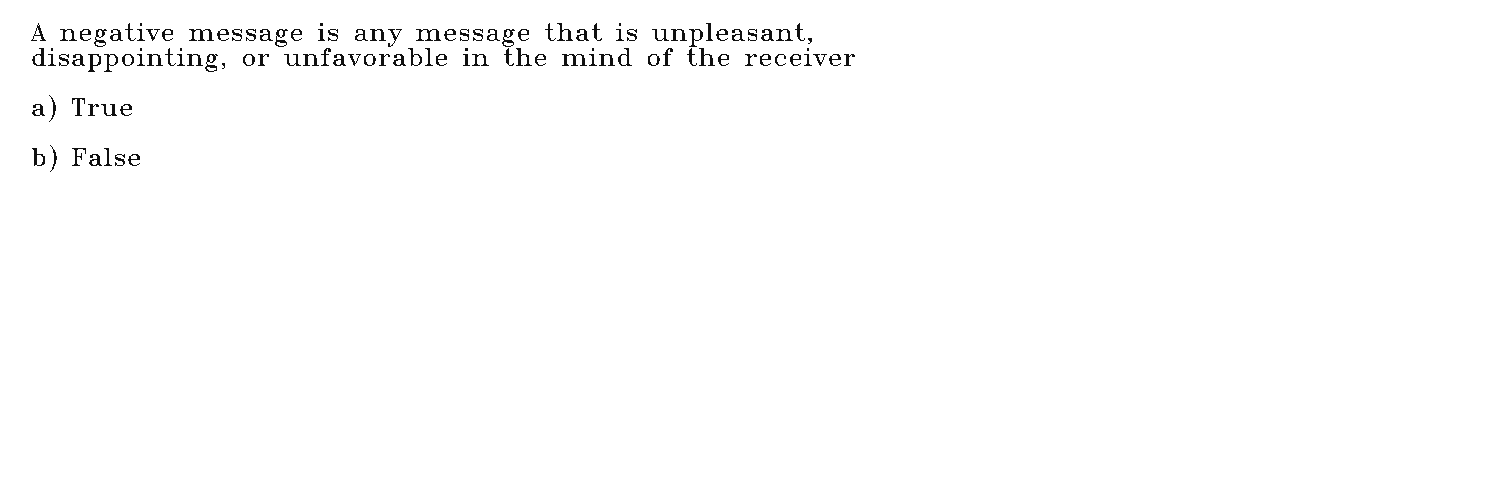 A negative message is any message that is unpleasant,
disappointing, or unfavorable in the mind of the receiver
a) True
b) False